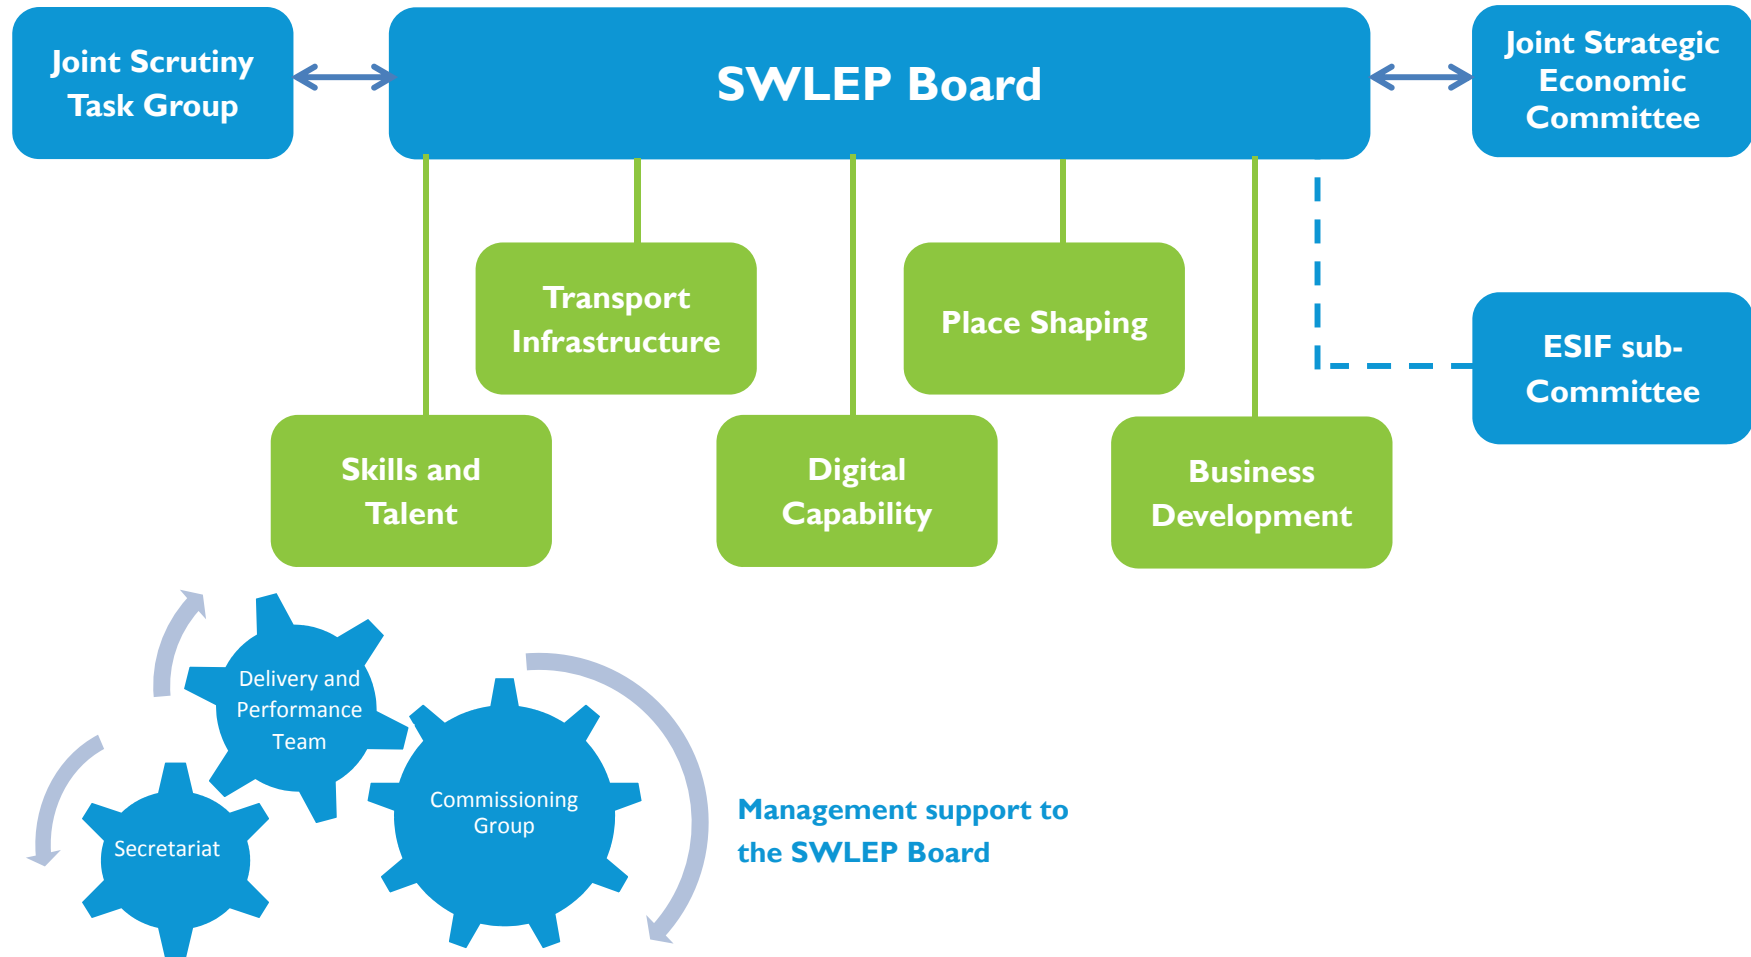 Joint Scrutiny
Task Group
SWLEP Board
Joint Strategic
Economic
Committee
Transport
Infrastructure
Place Shaping
ESIF sub-
Committee
Skills and
Talent
Digital
Capability
Business
Development
Delivery and
Performance
Team
Commissioning
Group
Secretariat
Management support to
the SWLEP Board